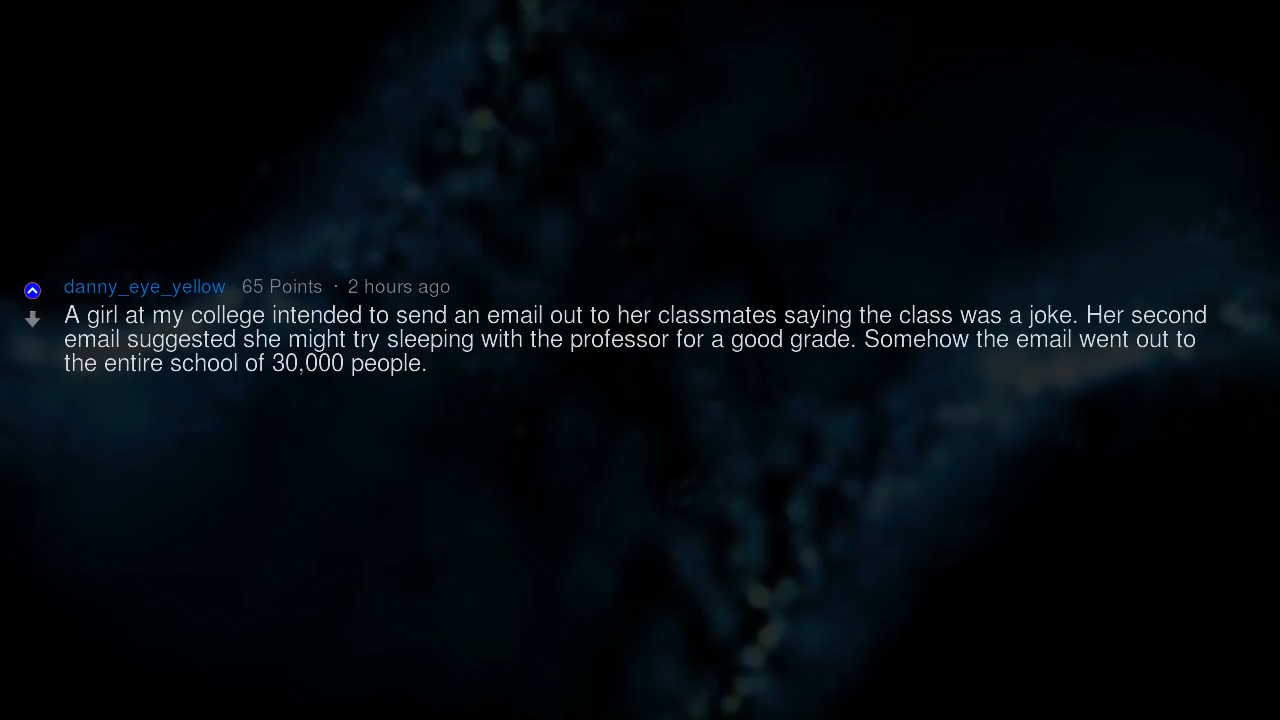 danny_eye_yellow 65 Points · 2 hours ago
A girl at my college intended to send an email out to her classmates saying the class was a joke. Her second
email suggested she might try sleeping with the professor for a good grade. Somehow the email went out to
the entire school of 30,000 people.